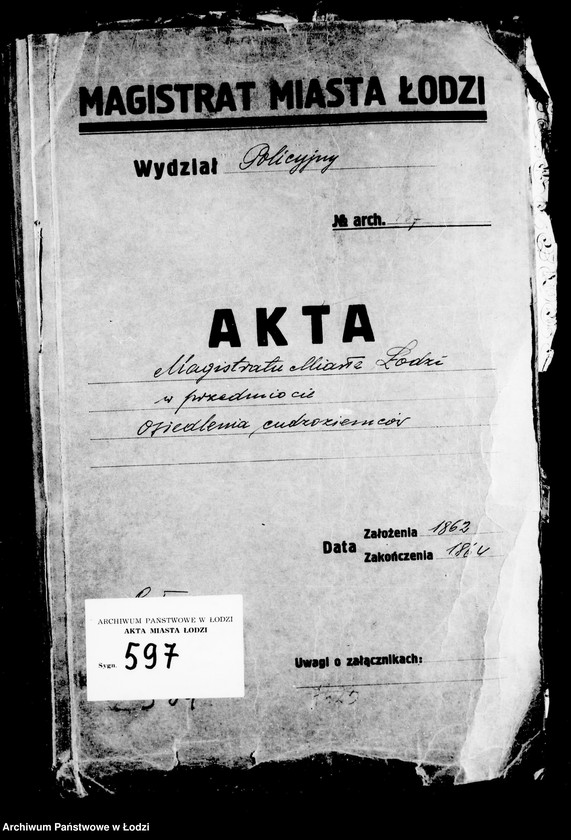 MAGISTRAT MIASTA ŁODZI
Wydział Policyjny
№ arch.
AKTA
Magistratu Miasta Łodzi
w przedmiocie
Osiedlenia cudzoziemców
Data
Założenia 1862
Zakończenia
ARCHIWUM PAŃSTWOWE W ŁODZI
AKTA MIASTA ŁODZI
Sygn. 597
Uwagi o załącznikach:
Archiwum Państwowe w Łodzi